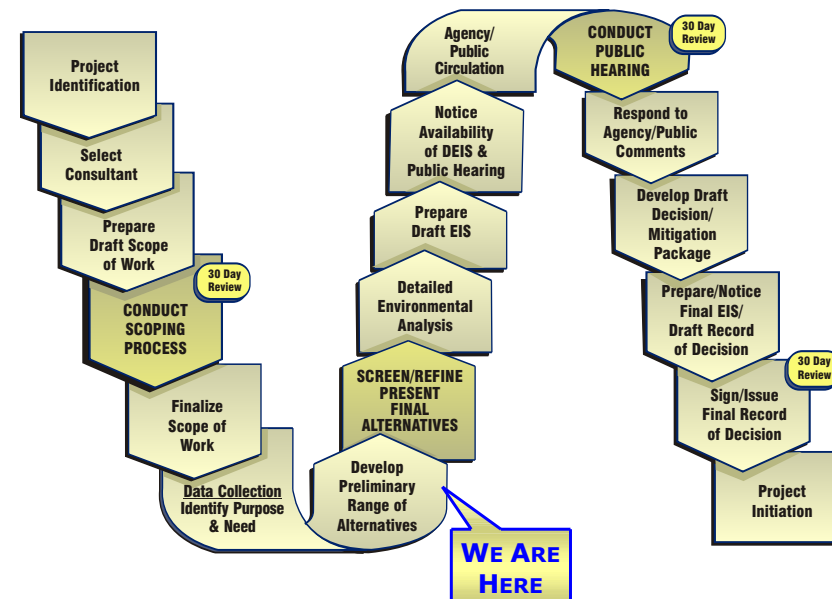 Project
Identification
Select
Consultant
Prepare
Draft Scope
of Work
30 Day
Review
CONDUCT
SCOPING
PROCESS
Finalize
Scope of
Work
Data Collection
Identify Purpose
& Need
Develop
Preliminary
Range of
Alternatives
WE ARE
HERE
SCREEN/REFINE
PRESENT
FINAL
ALTERNATIVES
Detailed
Environmental
Analysis
Prepare
Draft EIS
Notice
Availability
of DEIS &
Public Hearing
Agency/
Public
Circulation
CONDUCT
PUBLIC
HEARING
30 Day
Review
Respond to
Agency/Public
Comments
Develop Draft
Decision/
Mitigation
Package
Prepare/Notice
Final EIS/
Draft Record
of Decision
30 Day
Review
Sign/Issue
Final Record
of Decision
Project
Initiation